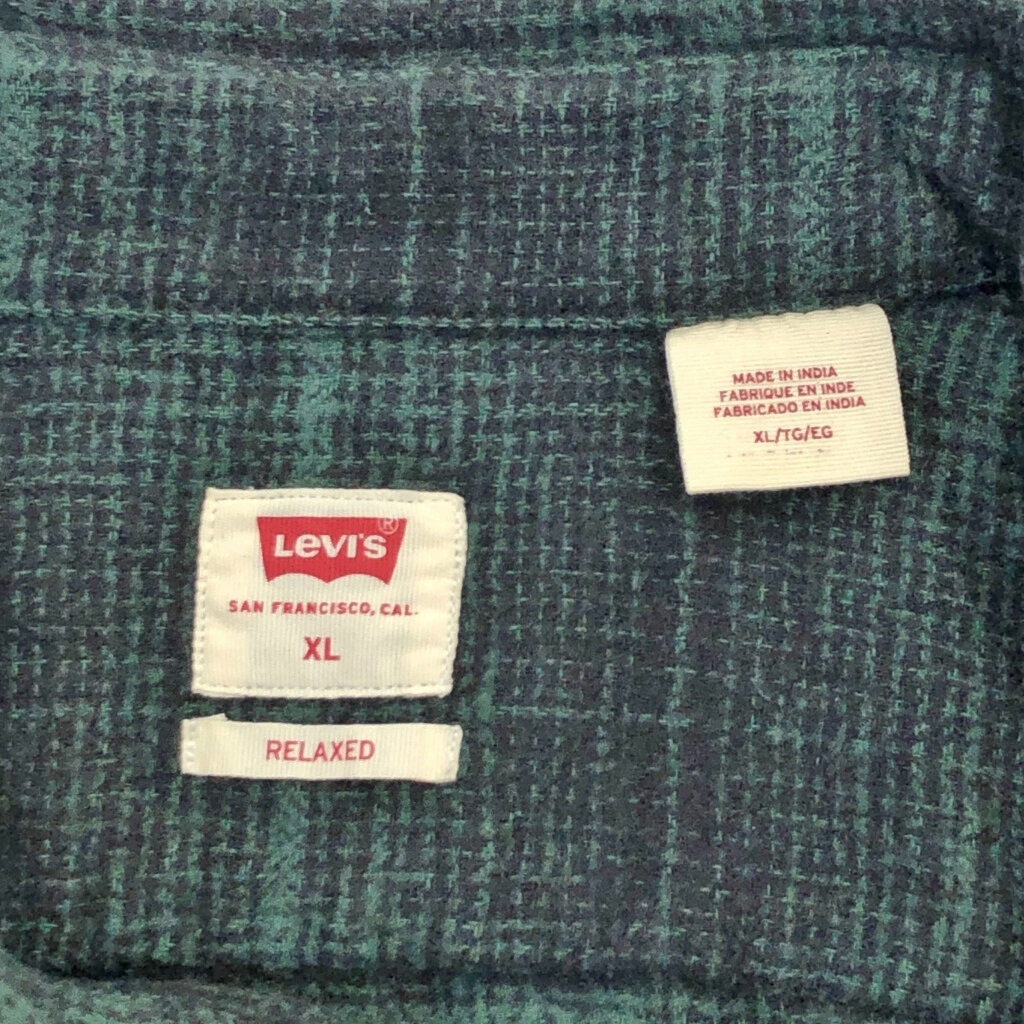 LEVI'S®
SAN FRANCISCO, CAL.
XL
RELAXED
MADE IN INDIA
FABRIQUE EN INDE
FABRICADO EN INDIA
XL/TG/EG